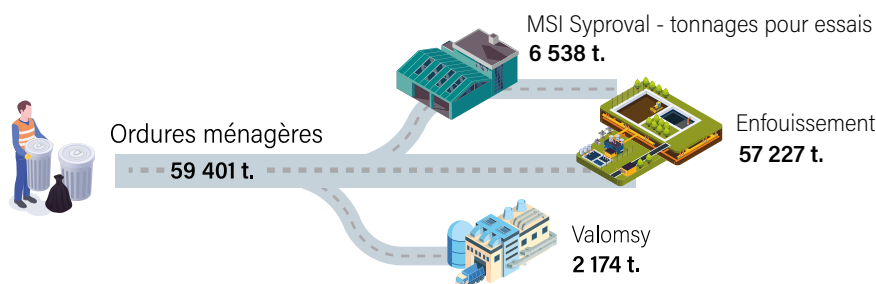 MSI Syproval - tonnages pour essais
6 538 t.
Ordures ménagères
59 401 t.
Enfouissement
57 227 t.
Valomsy
2 174 t.